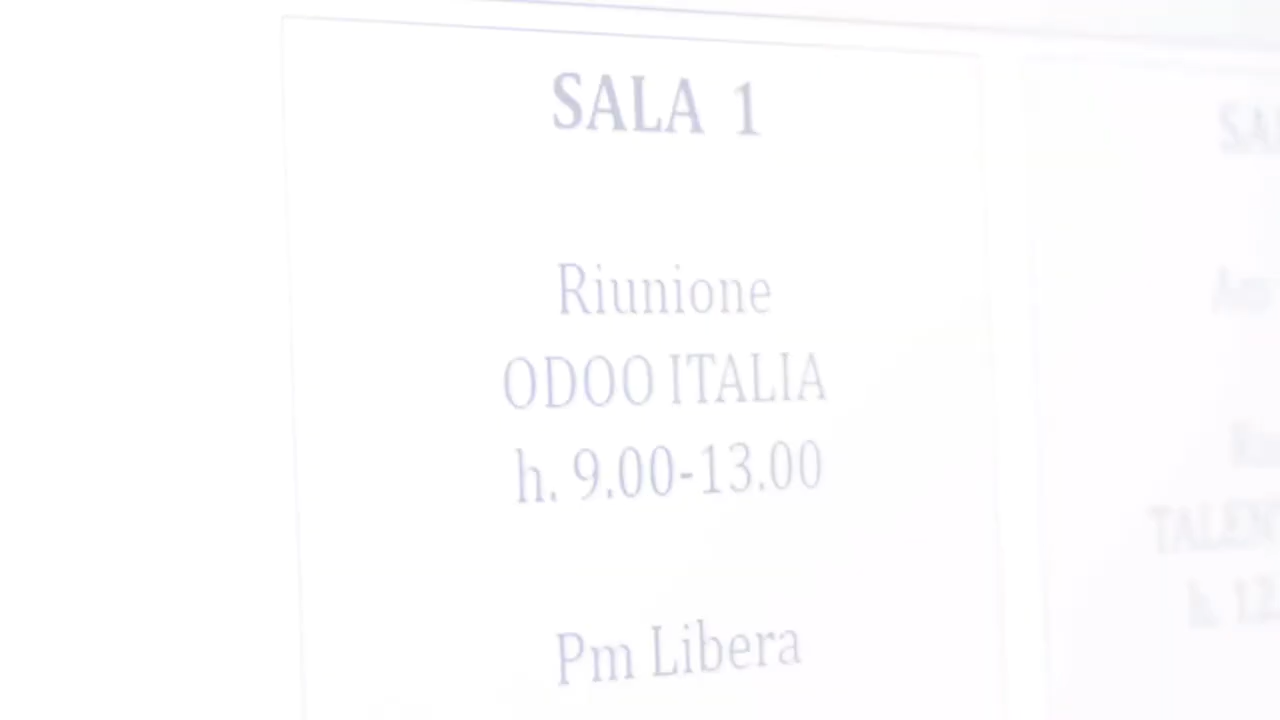 SALA 1
Riunione
ODOO ITALIA
h. 9.00-13.00
Pm Libera